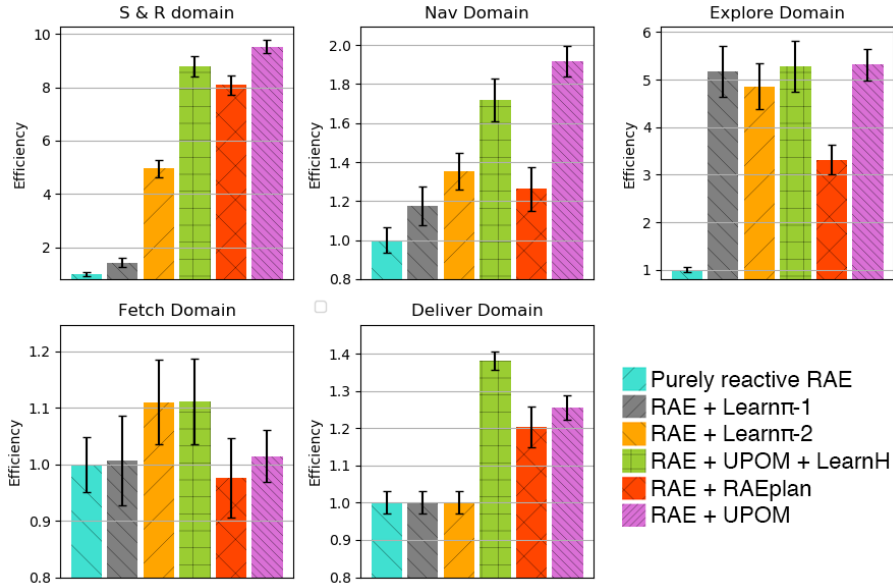 S & R domain
Efficiency
10
8
6
4
2
Nav Domain
Efficiency
2.0
1.8
1.6
1.4
1.2
1.0
0.8
Explore Domain
Efficiency
6
5
4
3
2
1
Fetch Domain
Efficiency
1.2
1.1
1.0
0.9
0.8
Deliver Domain
Efficiency
1.4
1.3
1.2
1.1
1.0
0.9
0.8
Purely reactive RAE
RAE + Learnπ-1
RAE + Learnπ-2
RAE + UPOM + LearnH
RAE + RAEplan
RAE + UPOM